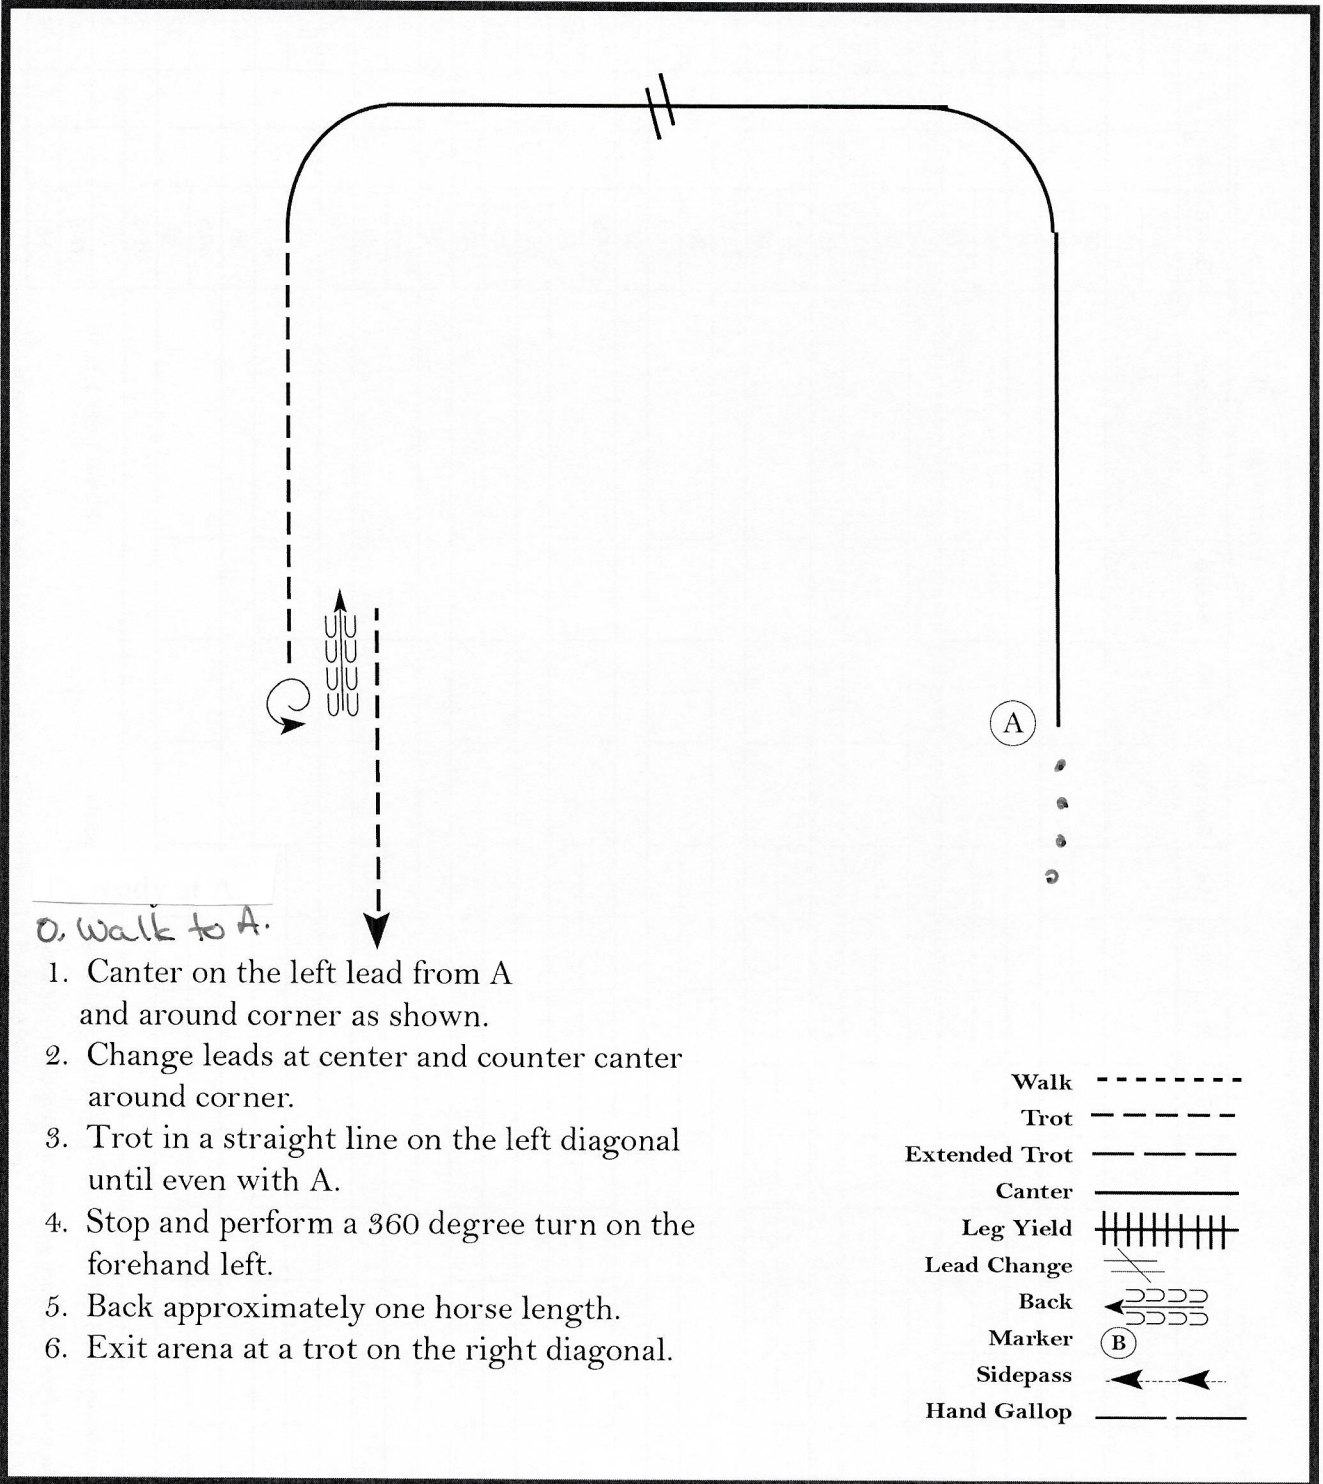 A
0. Walk to A.
1. Canter on the left lead from A
and around corner as shown.
2. Change leads at center and counter canter
around corner.
3. Trot in a straight line on the left diagonal
until even with A.
4. Stop and perform a 360 degree turn on the
forehand left.
5. Back approximately one horse length.
6. Exit arena at a trot on the right diagonal.
Walk
Trot
Extended Trot
Canter
Leg Yield
Lead Change
Back
Marker B
Sidepass
Hand Gallop